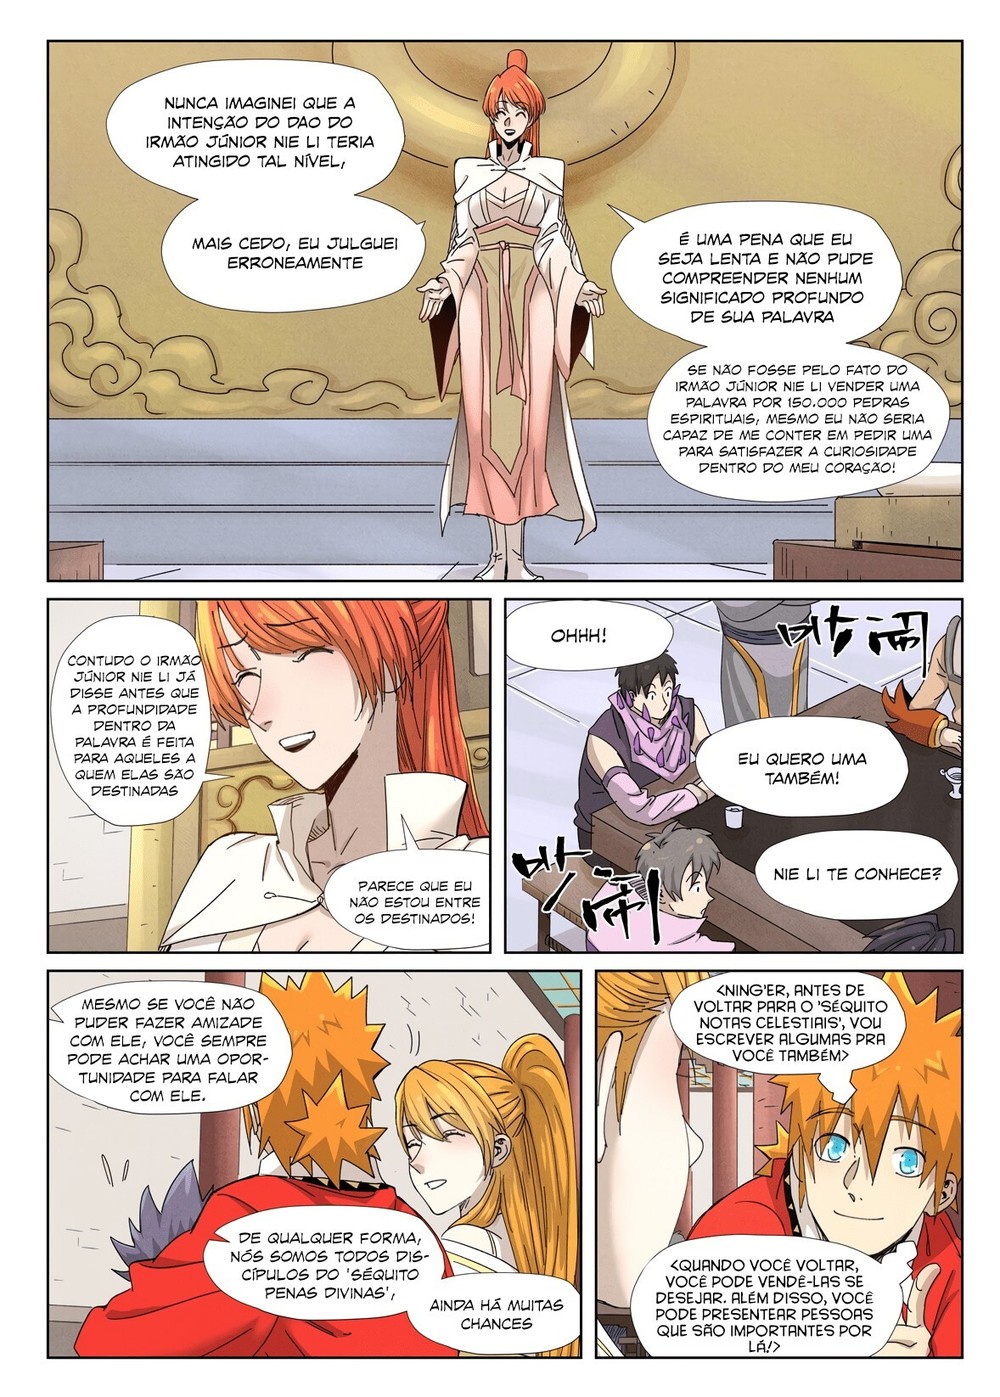 NUNCA IMAGINEI QUE A
INTENÇÃO DO DAO DO
IRMÃO JÚNIOR NIE LI TERIA
ATINGIDO TAL NÍVEL,
MAIS CEDO, EU JULGUEI
ERRONEAMENTE
É UMA PENA QUE EU
SEJA LENTA E NÃO PUDE
COMPREENDER NENHUM
SIGNIFICADO PROFUNDO
DE SUA PALAVRA
SE NÃO FOSSE PELO FATO DO
IRMÃO JÚNIOR NIE LI VENDER UMA
PALAVRA POR 150.000 PEDRAS
ESPIRITUAIS, MESMO EU NÃO SERIA
CAPAZ DE ME CONTER EM PEDIR UMA
PARA SATISFAZER A CURIOSIDADE
DENTRO DO MEU CORAÇÃO!
CONTUDO O IRMÃO
JÚNIOR NIE LI JÁ
DISSE ANTES QUE
A PROFUNDIDADE
DENTRO DA
PALAVRA É FEITA
PARA AQUELES A
QUEM ELAS SÃO
DESTINADAS
PARECE QUE EU
NÃO ESTOU ENTRE
OS DESTINADOS!
OHHH!
EU QUERO UMA
TAMBÉM!
NIE LI TE CONHECE?
MESMO SE VOCÊ NÃO
PUDER FAZER AMIZADE
COM ELE, VOCÊ SEMPRE
PODE ACHAR UMA OPOR-
TUNIDADE PARA FALAR
COM ELE.
DE QUALQUER FORMA,
NÓS SOMOS TODOS DIS-
CÍPULOS DO 'SÉQUITO
PENAS DIVINAS',
AINDA HÁ MUITAS
CHANCES
<NING'ER, ANTES DE
VOLTAR PARA O 'SÉQUITO
NOTAS CELESTIAIS', VOU
ESCREVER ALGUMAS PRA
VOCÊ TAMBÉM>
<QUANDO VOCÊ VOLTAR,
VOCÊ PODE VENDÊ-LAS SE
DESEJAR. ALÉM DISSO, VOCÊ
PODE PRESENTEAR PESSOAS
QUE SÃO IMPORTANTES POR
LÁ!>